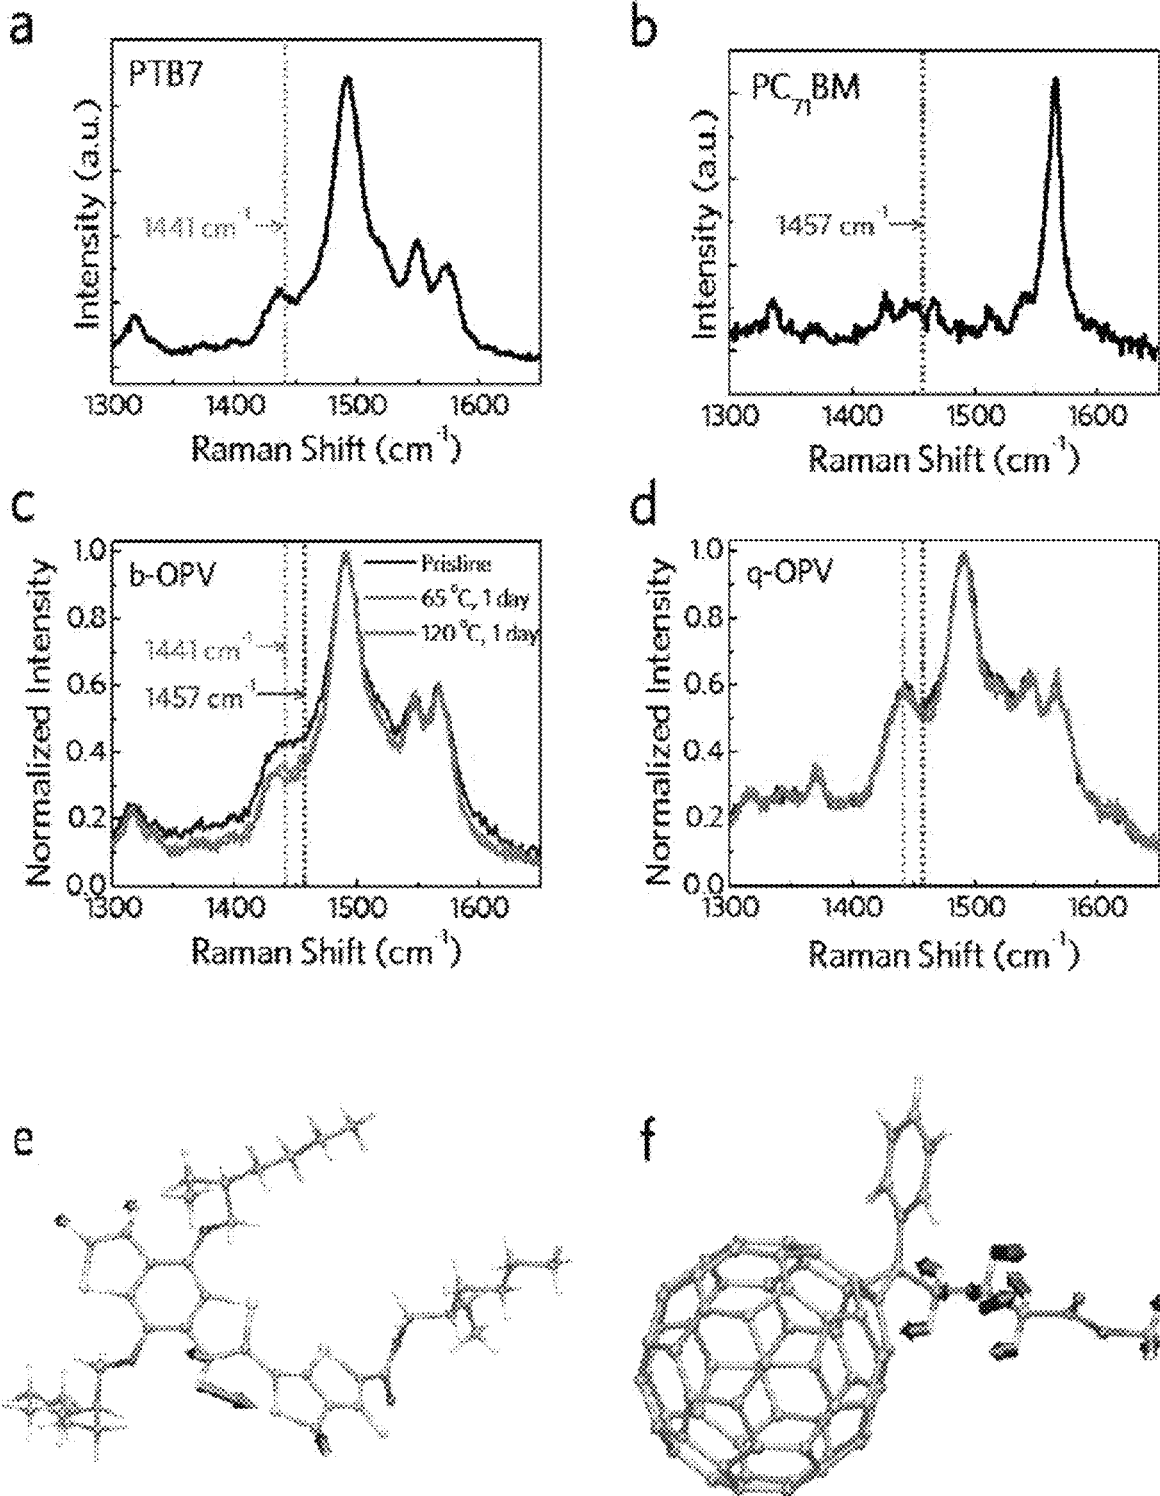 a
PTB7
1441 cm⁻¹
Intensity (a.u.)
1300 1400 1500 1600
Raman Shift (cm⁻¹)
b
PC₇₁BM
1457 cm⁻¹
Intensity (a.u.)
1300 1400 1500 1600
Raman Shift (cm⁻¹)
c
b-OPV
Pristine
65 °C, 1 day
120 °C, 1 day
1441 cm⁻¹
1457 cm⁻¹
Normalized Intensity
1.0
0.8
0.6
0.4
0.2
0.0
1300 1400 1500 1600
Raman Shift (cm⁻¹)
d
q-OPV
Normalized Intensity
1.0
0.8
0.6
0.4
0.2
0.0
1300 1400 1500 1600
Raman Shift (cm⁻¹)
e
f